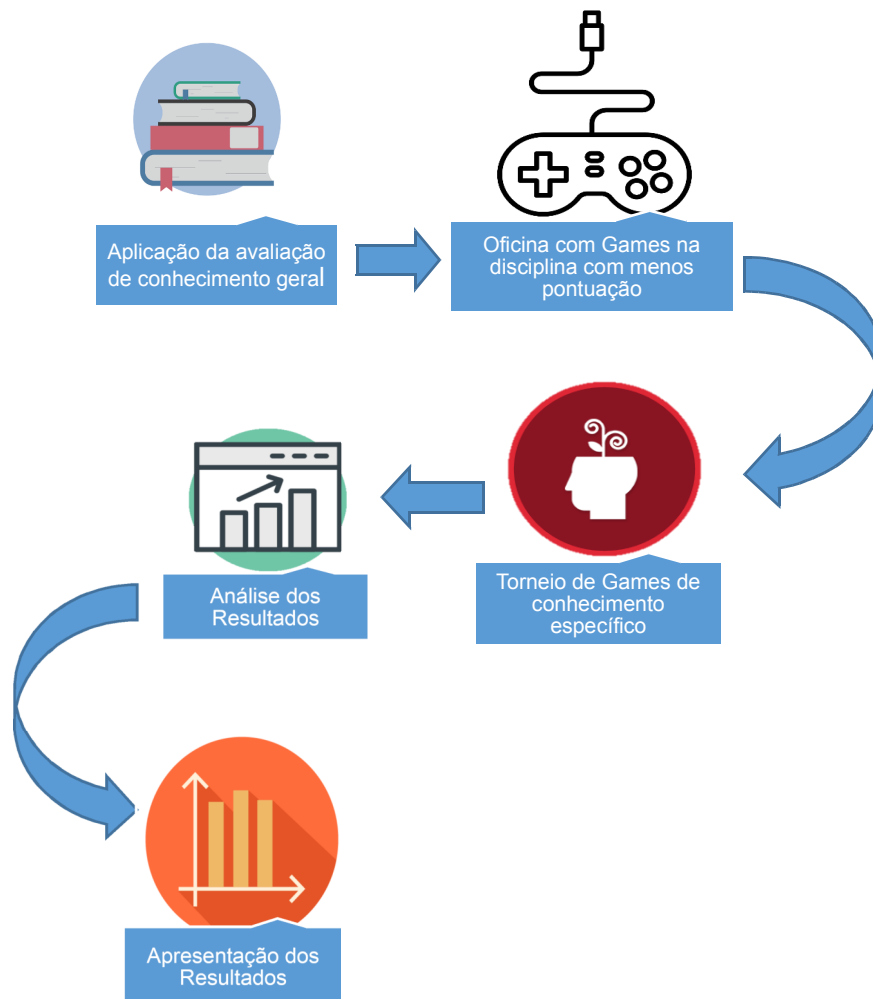 Aplicação da avaliação
de conhecimento geral
Oficina com Games na
disciplina com menos
pontuação
Torneio de Games de
conhecimento
específico
Análise dos
Resultados
Apresentação dos
Resultados